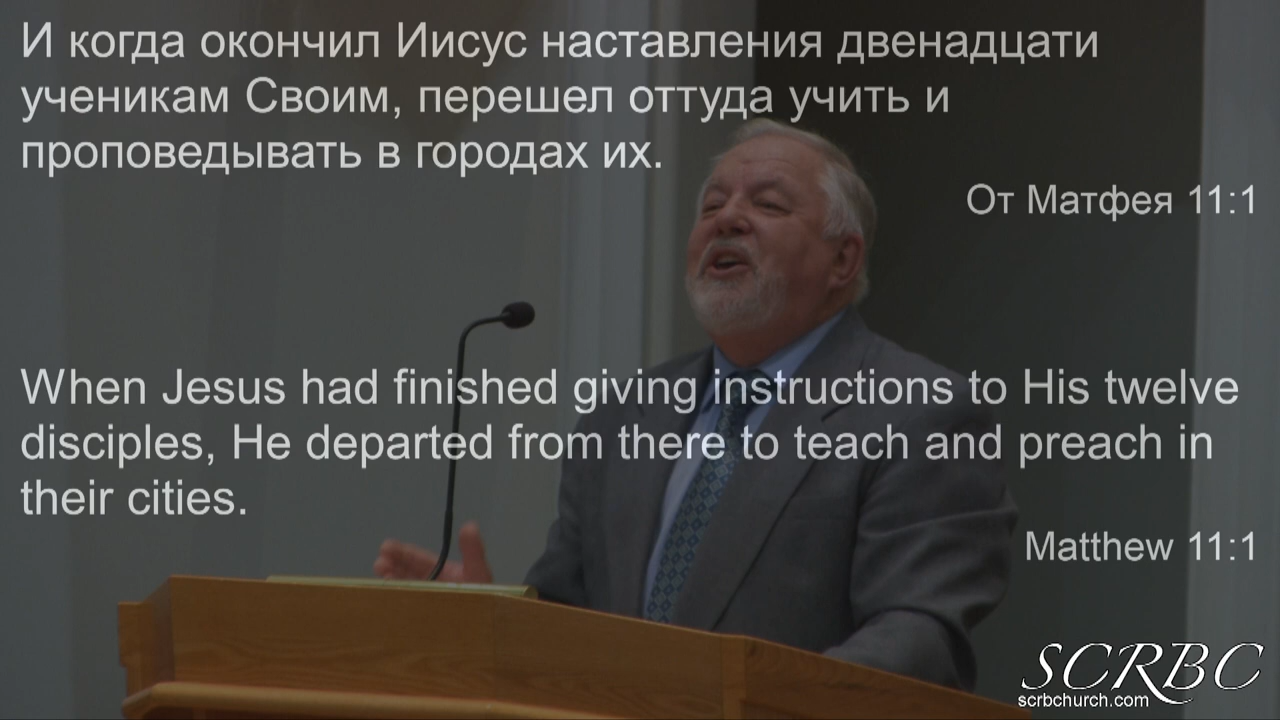 И когда окончил Иисус наставления двенадцати
ученикам Своим, перешел оттуда учить и
проповедывать в городах их.
От Матфея 11:1
When Jesus had finished giving instructions to His twelve
disciples, He departed from there to teach and preach in
their cities.
Matthew 11:1
SCRBC
scrbchurch.com